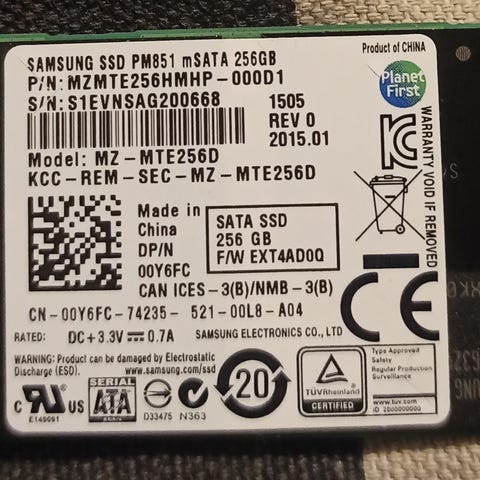 SAMSUNG SSD PM851 mSATA 256GB
Product of CHINA
P/N: MZMTE256HMHP-000D1
S/N: S1EVNSAG200668
Planet
First
1505
REV 0
2015.01
Model: MZ-MTE256D
KCC-REM-SEC-MZ-MTE256D
WARRANTY VOID IF REMOVED
Made in
China
DP/N
00Y6FC
SATA SSD
256 GB
F/W EXT4AD0Q
CAN ICES-3(B)/NMB-3(B)
CN-00Y6FC-74235-521-00L8-A04
RATED: DC+3.3V 0.7A SAMSUNG ELECTRONICS CO., LTD
WARNING: Product can be damaged by Electrostatic
Discharge (ESD). www.samsung.com/ssd
CE
20
TÜVRheinland
CERTIFIED
Type Approved
Safety
Regular Production
Surveillance
www.tuv.com
ID 2000000000
C RU US
E149091
SERIAL
ATA
D33475
N363